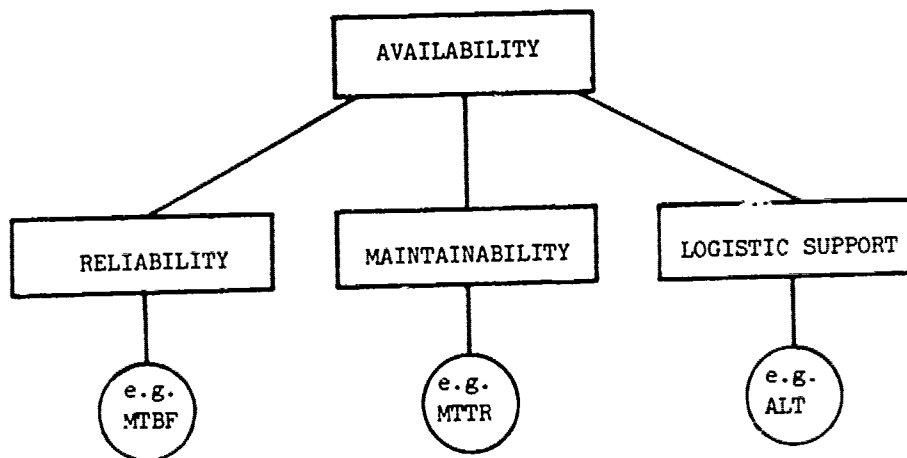 AVAILABILITY
RELIABILITY
MAINTAINABILITY
LOGISTIC SUPPORT
e.g.
MTBF
e.g.
MTTR
e.g.
ALT